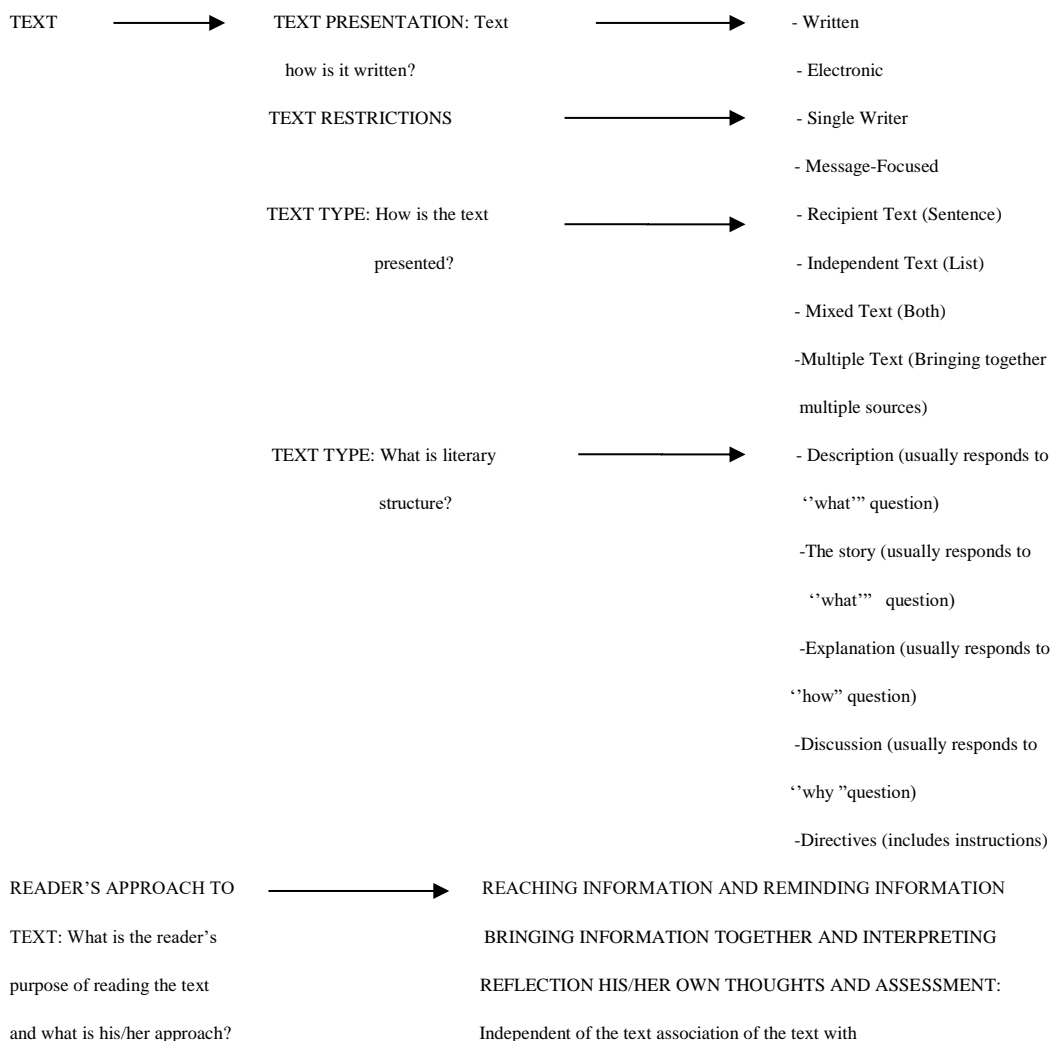 TEXT TEXT PRESENTATION: Text - Written
how is it written? - Electronic
TEXT RESTRICTIONS - Single Writer
- Message-Focused
TEXT TYPE: How is the text - Recipient Text (Sentence)
presented? - Independent Text (List)
- Mixed Text (Both)
-Multiple Text (Bringing together
multiple sources)
TEXT TYPE: What is literary - Description (usually responds to
structure? ‘’what’” question)
-The story (usually responds to
‘’what’” question)
-Explanation (usually responds to
‘’how” question)
-Discussion (usually responds to
‘’why ”question)
-Directives (includes instructions)
READER’S APPROACH TO REACHING INFORMATION AND REMINDING INFORMATION
TEXT: What is the reader’s BRINGING INFORMATION TOGETHER AND INTERPRETING
purpose of reading the text REFLECTION HIS/HER OWN THOUGHTS AND ASSESSMENT:
and what is his/her approach? Independent of the text association of the text with